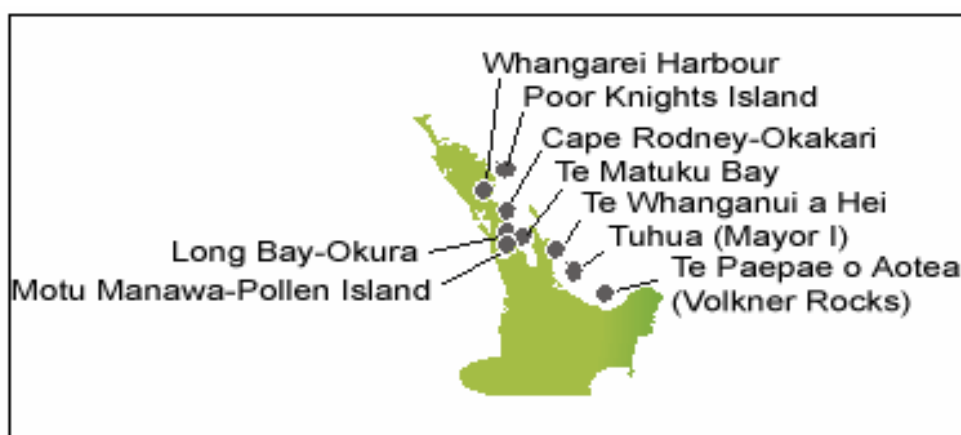 Whangarei Harbour
Poor Knights Island
Cape Rodney-Okakari
Te Matuku Bay
Te Whanganui a Hei
Tuhua (Mayor I)
Te Paepae o Aotea
(Volkner Rocks)
Long Bay-Okura
Motu Manawa-Pollen Island